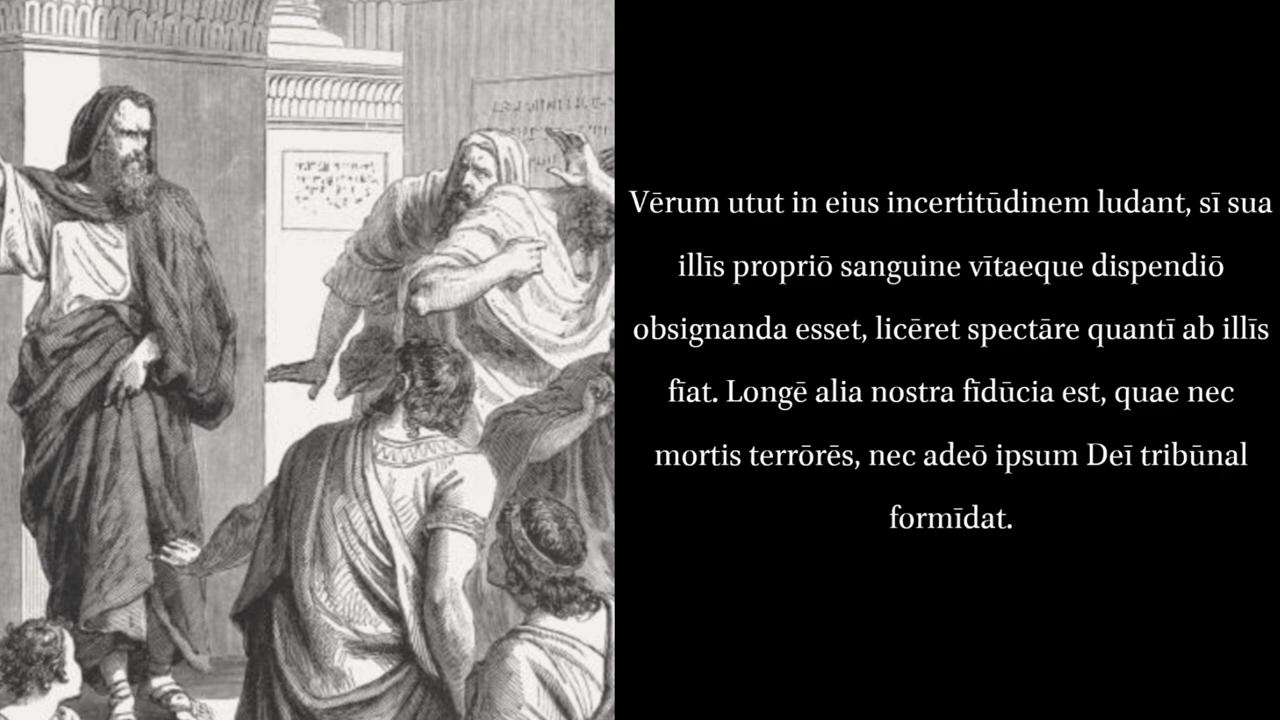 Vērum utut in eius incertitūdinem ludant, sī sua
illīs propriō sanguine vītaeque dispendiō
obsignanda esset, licēret spectāre quantī ab illīs
fīat. Longē alia nostra fīdūcia est, quae nec
mortis terrōrēs, nec adeō ipsum Deī tribūnal
formīdat.